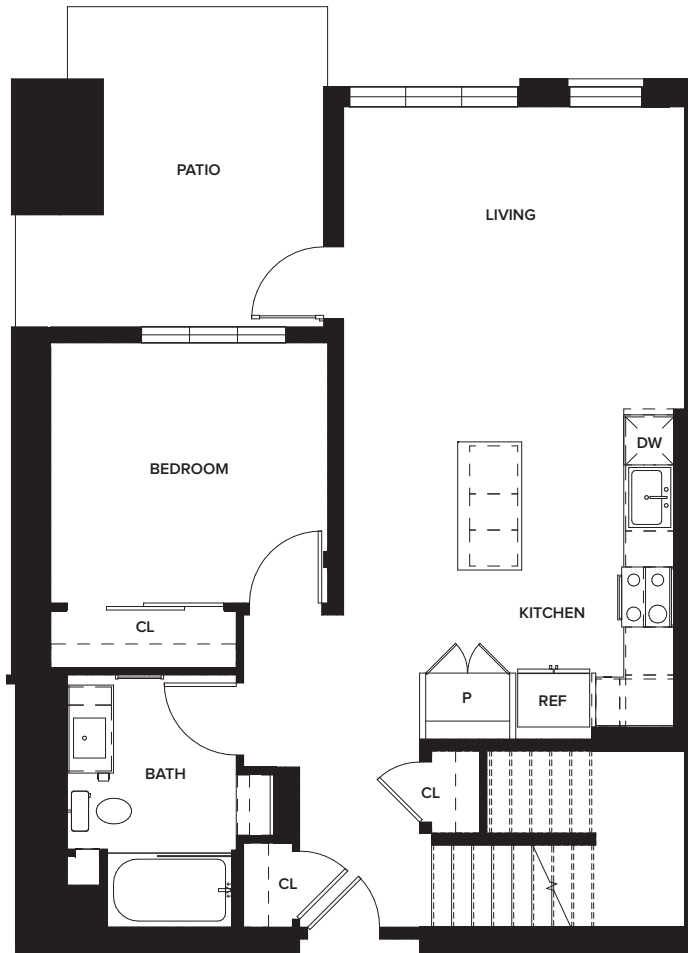 PATIO
LIVING
DW
BEDROOM
KITCHEN
CL
P
REF
BATH
CL
CL